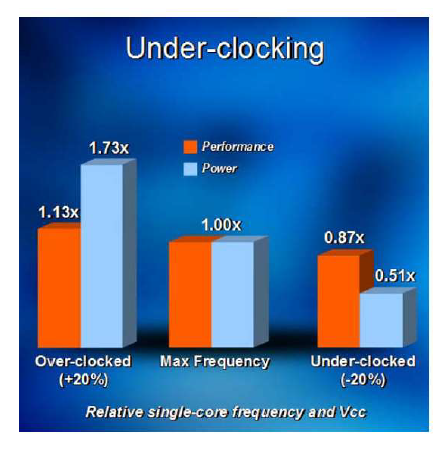 Under-clocking
1.73x
Performance
Power
1.13x
1.00x
0.87x
0.51x
Over-clocked
(+20%)
Max Frequency
Under-clocked
(-20%)
Relative single-core frequency and Vcc